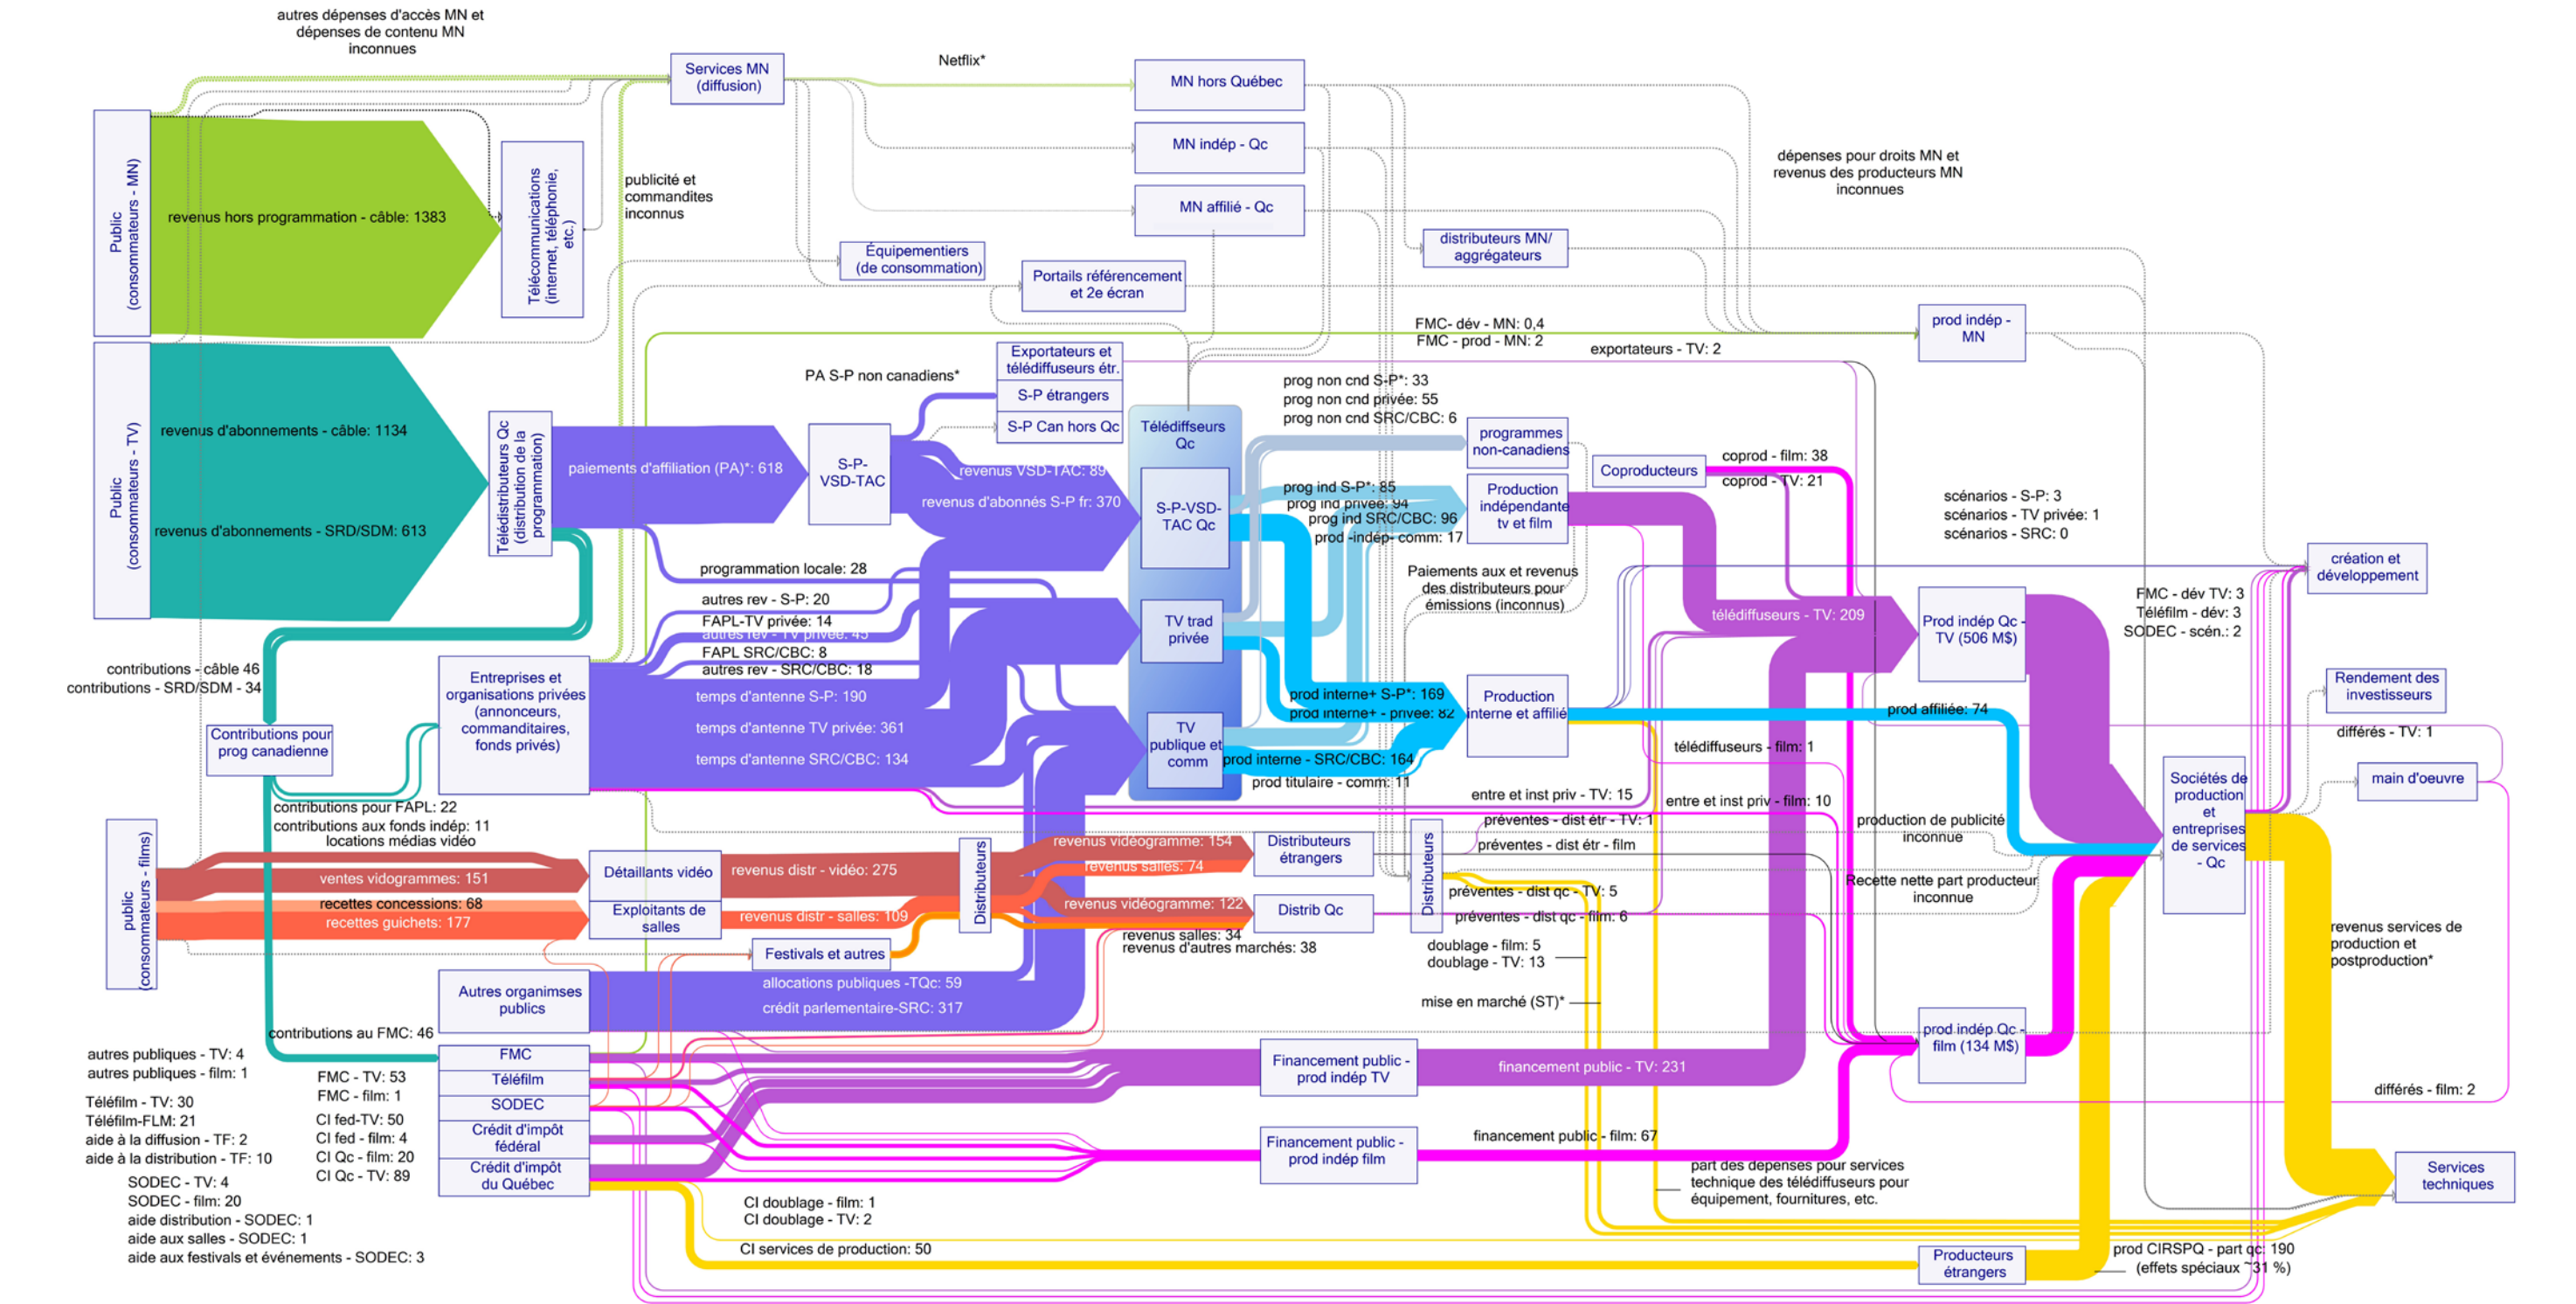 autres dépenses d'accès MN et
dépenses de contenu MN
inconnues
Services MN
(diffusion)
Netflix*
MN hors Québec
MN indép - Qc
MN affilié - Qc
Public
(consommateurs - MN)
revenus hors programmation - câble: 1383
Télécommunications
(internet, téléphonie,
etc.)
publicité et
commandites
inconnus
dépenses pour droits MN et
revenus des producteurs MN
inconnues
Équipementiers
(de consommation)
Portails référencement
et 2e écran
distributeurs MN/
aggrégateurs
FMC- dév - MN: 0,4
FMC - prod - MN: 2
prod indép -
MN
exportateurs - TV: 2
Public
(consommateurs - TV)
revenus d'abonnements - câble: 1134
revenus d'abonnements - SRD/SDM: 613
Télédistributeurs Qc
(distribution de la
programmation)
paiements d'affiliation (PA)*: 618
PA S-P non canadiens*
S-P-
VSD-TAC
Exportateurs et
télédiffuseurs étr.
S-P étrangers
S-P Can hors Qc
revenus VSD-TAC: 89
revenus d'abonnés S-P fr: 370
Télédiffseurs
Qc
S-P-VSD-
TAC Qc
TV trad
privée
TV
publique et
comm
prog non cnd S-P*: 33
prog non cnd privée: 55
prog non cnd SRC/CBC: 6
programmes
non-canadiens
prog ind S-P*: 85
prog ind privée: 94
prog ind SRC/CBC: 96
prod -indép- comm: 17
Production
indépendante
tv et film
Coproducteurs
coprod - film: 38
coprod - TV: 21
scénarios - S-P: 3
scénarios - TV privée: 1
scénarios - SRC: 0
création et
développement
Paiements aux et revenus
des distributeurs pour
émissions (inconnus)
programmation locale: 28
autres rev - S-P: 20
FAPL-TV privée: 14
autres rev - TV privée: 45
FAPL SRC/CBC: 8
autres rev - SRC/CBC: 18
temps d'antenne S-P: 190
temps d'antenne TV privée: 361
temps d'antenne SRC/CBC: 134
télédiffuseurs - TV: 209
Prod indép Qc -
TV (506 M$)
FMC - dév TV: 3
Téléfilm - dév: 3
SODEC - scén.: 2
contributions - câble 46
contributions - SRD/SDM - 34
Entreprises et
organisations privées
(annonceurs,
commanditaires,
fonds privés)
Contributions pour
prog canadienne
contributions pour FAPL: 22
contributions aux fonds indép: 11
prod interne+ S-P*: 169
prod interne+ - privée: 82
prod interne - SRC/CBC: 164
prod titulaire - comm: 11
Production
interne et affilié
prod affiliée: 74
télédiffuseurs - film: 1
Rendement des
investisseurs
différés - TV: 1
main d'oeuvre
Sociétés de
production
et
entreprises
de services
- Qc
entre et inst priv - TV: 15
entre et inst priv - film: 10
préventes - dist étr - TV: 1
préventes - dist étr - film
production de publicité
inconnue
Recette nette part producteur
inconnue
préventes - dist qc - TV: 5
préventes - dist qc - film: 6
public
(consommateurs - films)
locations médias vidéo
ventes vidogrammes: 151
recettes concessions: 68
recettes guichets: 177
Détaillants vidéo
Exploitants de
salles
Festivals et autres
revenus distr - vidéo: 275
revenus distr - salles: 109
Distributeurs
revenus vidéogramme: 154
revenus salles: 74
revenus vidéogramme: 122
revenus salles: 34
revenus d'autres marchés: 38
Distributeurs
étrangers
Distrib Qc
Distributeurs
doublage - film: 5
doublage - TV: 13
mise en marché (ST)*
revenus services de
production et
postproduction*
Autres organimses
publics
allocations publiques -TQc: 59
crédit parlementaire-SRC: 317
contributions au FMC: 46
FMC
Téléfilm
SODEC
Crédit d'impôt
fédéral
Crédit d'impôt
du Québec
autres publiques - TV: 4
autres publiques - film: 1
Téléfilm - TV: 30
Téléfilm-FLM: 21
aide à la diffusion - TF: 2
aide à la distribution - TF: 10
SODEC - TV: 4
SODEC - film: 20
aide distribution - SODEC: 1
aide aux salles - SODEC: 1
aide aux festivals et événements - SODEC: 3
FMC - TV: 53
FMC - film: 1
CI fed-TV: 50
CI fed - film: 4
CI Qc - film: 20
CI Qc - TV: 89
Financement public -
prod indép TV
financement public - TV: 231
Financement public -
prod indép film
financement public - film: 67
prod indép Qc -
film (134 M$)
différés - film: 2
part des dépenses pour services
technique des télédiffuseurs pour
équipement, fournitures, etc.
Services
techniques
CI doublage - film: 1
CI doublage - TV: 2
CI services de production: 50
Producteurs
étrangers
prod CIRSPQ - part qc: 190
(effets spéciaux ~31 %)